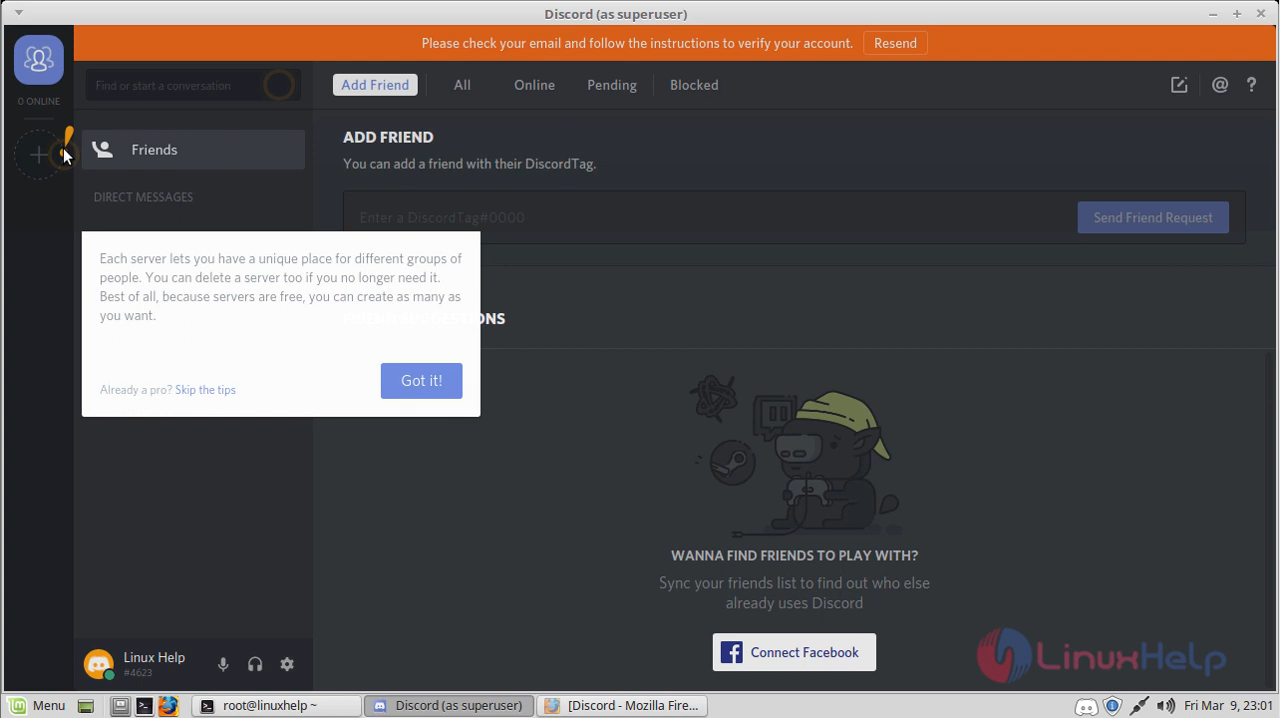 Discord (as superuser)
Please check your email and follow the instructions to verify your account. Resend
Find or start a conversation
Add Friend All Online Pending Blocked @ ?
0 ONLINE
ADD FRIEND
Friends
You can add a friend with their DiscordTag.
DIRECT MESSAGES
Enter a DiscordTag#0000 Send Friend Request
Each server lets you have a unique place for different groups of
people. You can delete a server too if you no longer need it.
Best of all, because servers are free, you can create as many as
you want.
Already a pro? Skip the tips
Got it!
WANNA FIND FRIENDS TO PLAY WITH?
Sync your friends list to find out who else
already uses Discord
Connect Facebook
Linux Help
#4623
LinuxHelp
Menu root@linuxhelp ~ Discord (as superuser) [Discord - Mozilla Fire... Fri Mar 9, 23:01